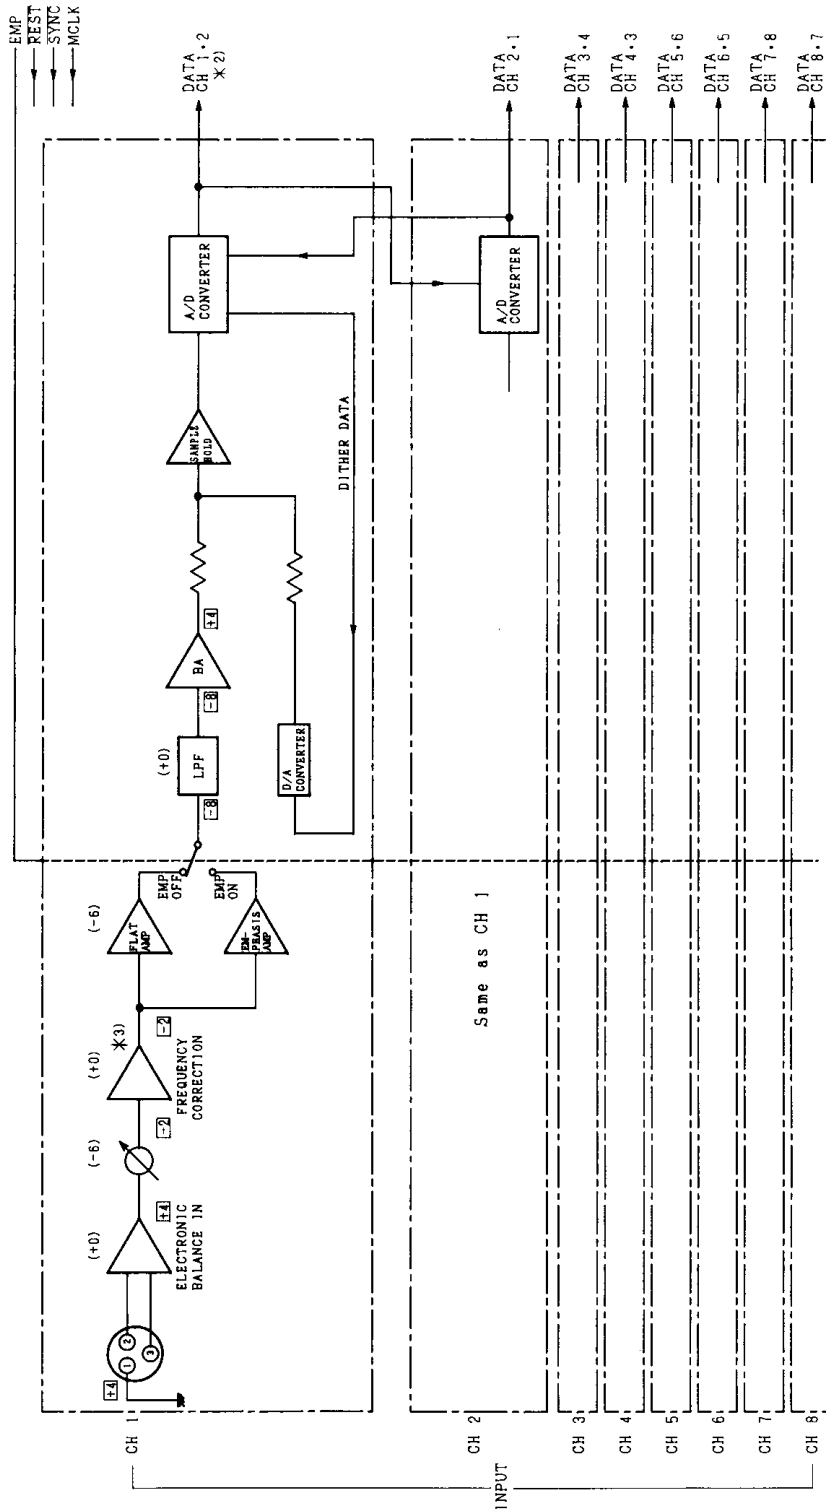 EMP
REST
SYNC
MCLK
INPUT
CH 1
+4
1
2
3
(+0)
ELECTRONIC
BALANCE IN
+4
(-6)
-2
(+0)
FREQUENCY
CORRECTION
*3)
-2
(-6)
FLAT
AMP
EM-
PHASIS
AMP
EMP
OFF
EMP
ON
-8
(+0)
LPF
-8
BA
+4
D/A
CONVERTER
SAMPLE
HOLD
DITHER DATA
A/D
CONVERTER
DATA
CH 1·2
*2)
CH 2
Same as CH 1
A/D
CONVERTER
DATA
CH 2·1
CH 3
DATA
CH 3·4
CH 4
DATA
CH 4·3
CH 5
DATA
CH 5·6
CH 6
DATA
CH 6·5
CH 7
DATA
CH 7·8
CH 8
DATA
CH 8·7